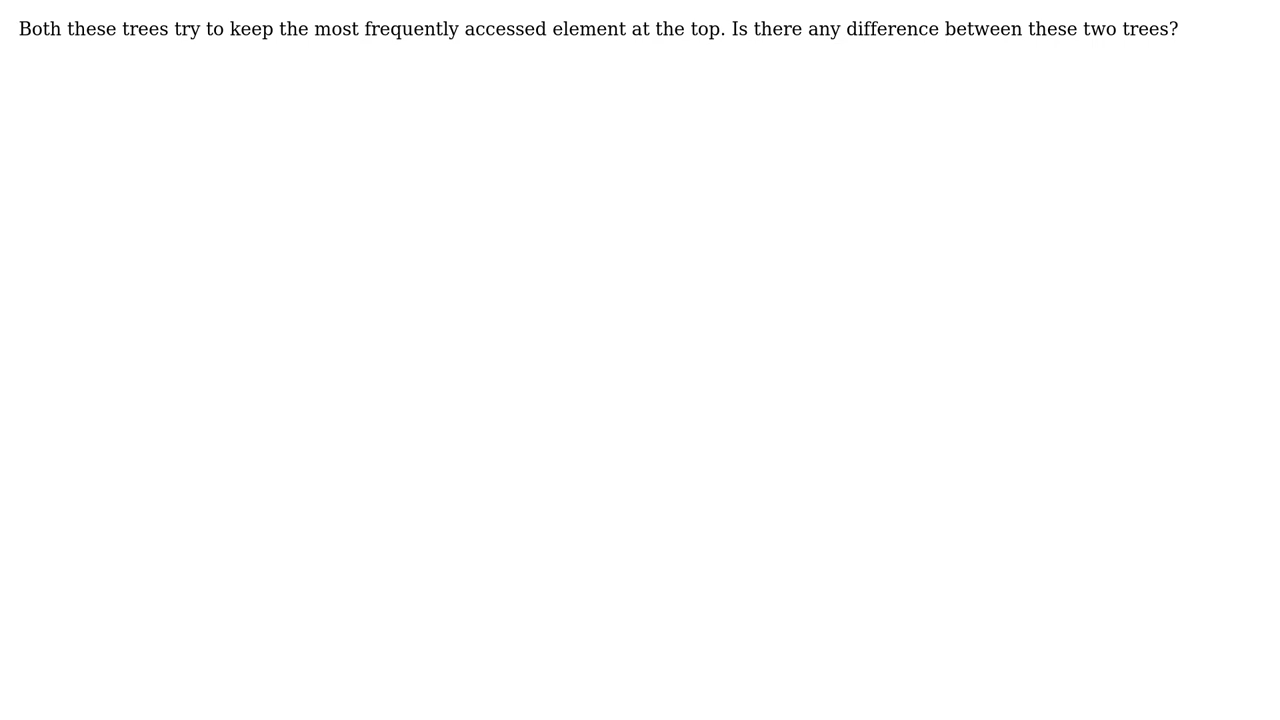 Both these trees try to keep the most frequently accessed element at the top. Is there any difference between these two trees?